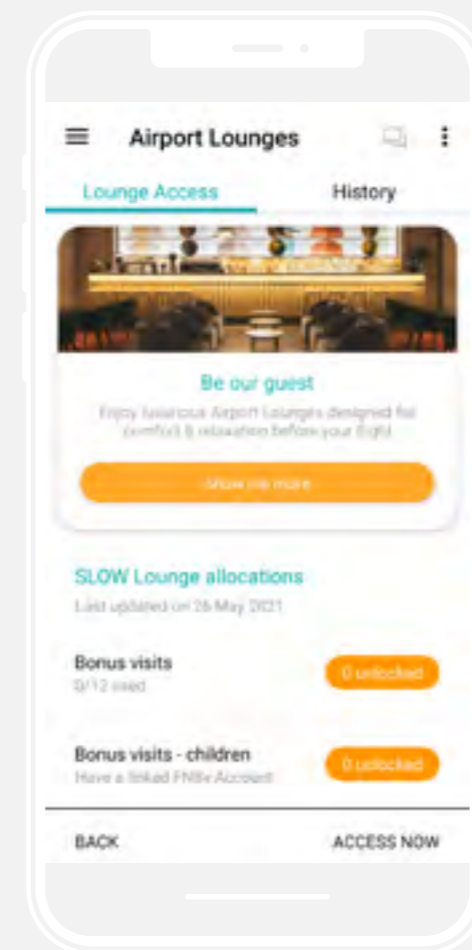 Airport Lounges
Lounge Access
History
Be our guest
Enjoy luxurious Airport Lounges designed for
comfort & relaxation before your flight
Show me more
SLOW Lounge allocations
Last updated on 26 May 2021
Bonus visits
0 unlocked
0/12 used
Bonus visits - children
0 unlocked
Have a linked FNBy Account
BACK
ACCESS NOW